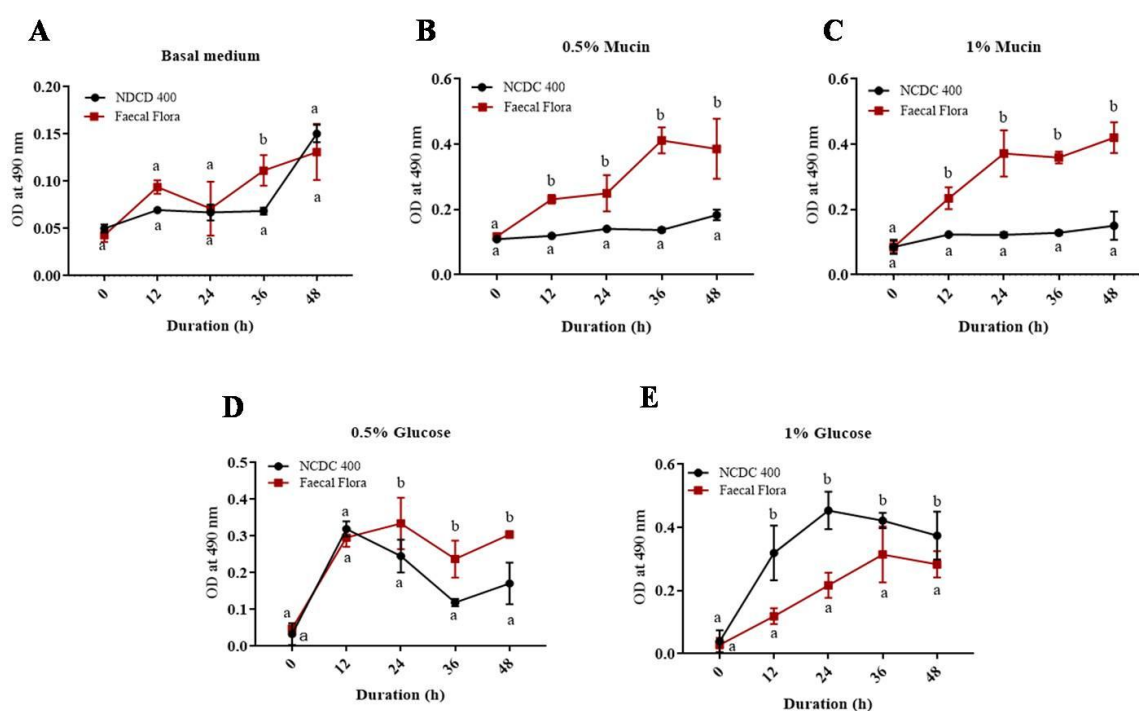 A
Basal medium
NDCD 400
Faecal Flora
OD at 490 nm
0.20
0.15
0.10
0.05
0.00
a
a
a
b
a
a
a
a
a
a
0
12
24
36
48
Duration (h)
B
0.5% Mucin
NCDC 400
Faecal Flora
OD at 490 nm
0.6
0.4
0.2
0.0
a
b
b
b
b
a
a
a
a
a
0
12
24
36
48
Duration (h)
C
1% Mucin
NCDC 400
Faecal Flora
OD at 490 nm
0.6
0.4
0.2
0.0
a
b
b
b
b
a
a
a
a
a
0
12
24
36
48
Duration (h)
D
0.5% Glucose
NCDC 400
Faecal Flora
OD at 490 nm
0.5
0.4
0.3
0.2
0.1
0.0
a
a
b
b
b
a
a
a
a
a
0
12
24
36
48
Duration (h)
E
1% Glucose
NCDC 400
Faecal Flora
OD at 490 nm
0.6
0.4
0.2
0.0
a
b
b
b
b
a
a
a
a
a
0
12
24
36
48
Duration (h)